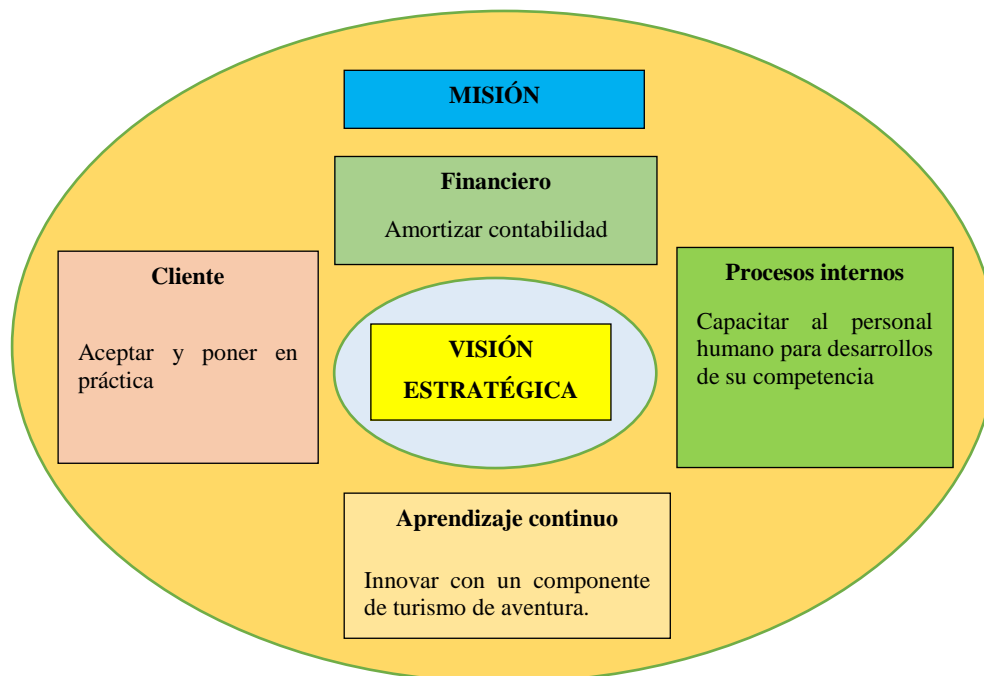 MISIÓN
Financiero
Amortizar contabilidad
Cliente
Aceptar y poner en
práctica
VISIÓN
ESTRATÉGICA
Procesos internos
Capacitar al personal
humano para desarrollos
de su competencia
Aprendizaje continuo
Innovar con un componente
de turismo de aventura.